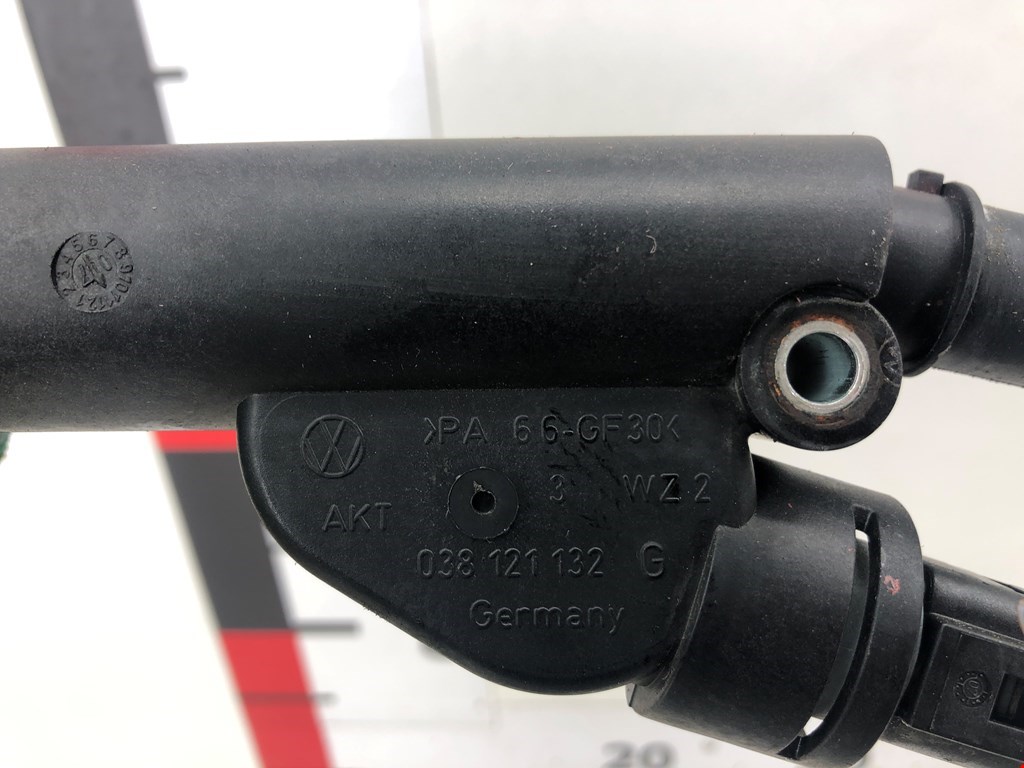 >PA 66-GF30<
3 WZ 2
AKT
038 121 132 G
Germany
20